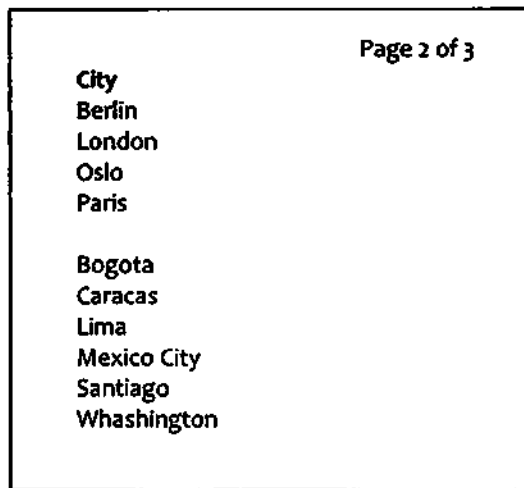 Page 2 of 3
City
Berlin
London
Oslo
Paris
Bogota
Caracas
Lima
Mexico City
Santiago
Whashington